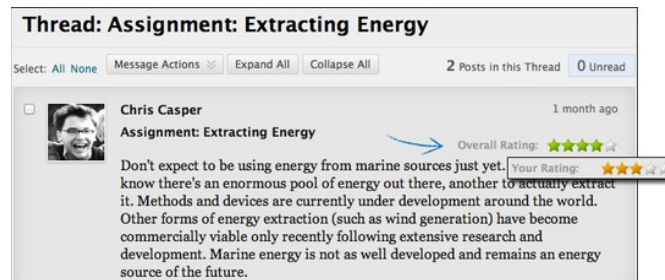 Thread: Assignment: Extracting Energy
Select: All None Message Actions Expand All Collapse All 2 Posts in this Thread 0 Unread
Chris Casper 1 month ago
Assignment: Extracting Energy
Overall Rating:
Don't expect to be using energy from marine sources just yet.
Your Rating:
know there's an enormous pool of energy out there, another to actually extract
it. Methods and devices are currently under development around the world.
Other forms of energy extraction (such as wind generation) have become
commercially viable only recently following extensive research and
development. Marine energy is not as well developed and remains an energy
source of the future.